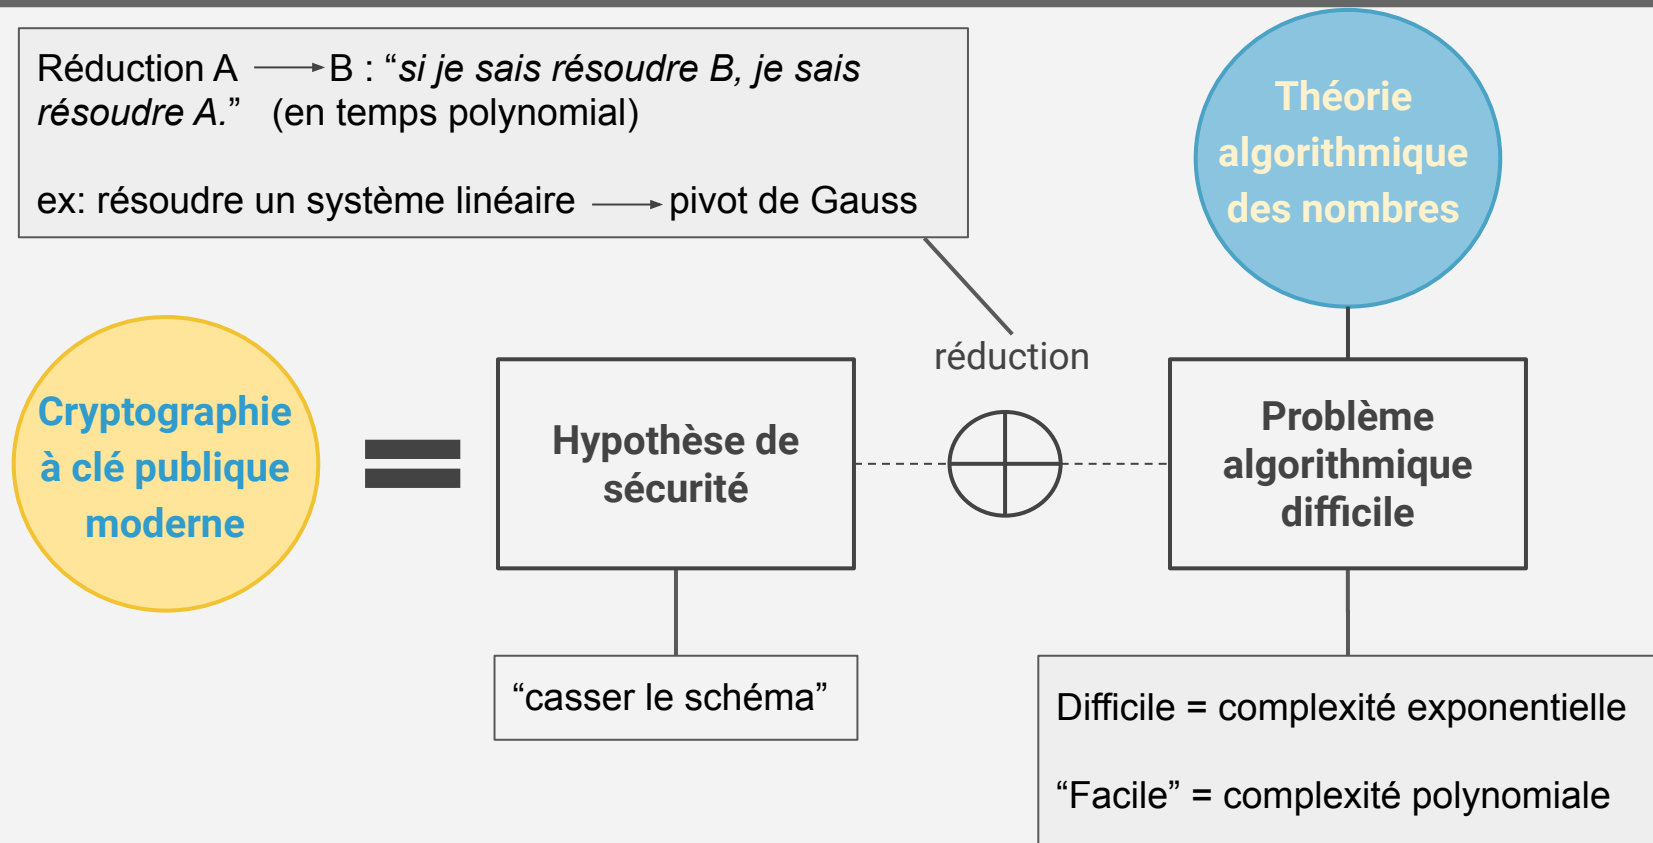 Réduction A ⟶ B : “si je sais résoudre B, je sais
résoudre A.” (en temps polynomial)
ex: résoudre un système linéaire ⟶ pivot de Gauss
Théorie
algorithmique
des nombres
réduction
Cryptographie
à clé publique
moderne
=
Hypothèse de
sécurité
Problème
algorithmique
difficile
“casser le schéma”
Difficile = complexité exponentielle
“Facile” = complexité polynomiale